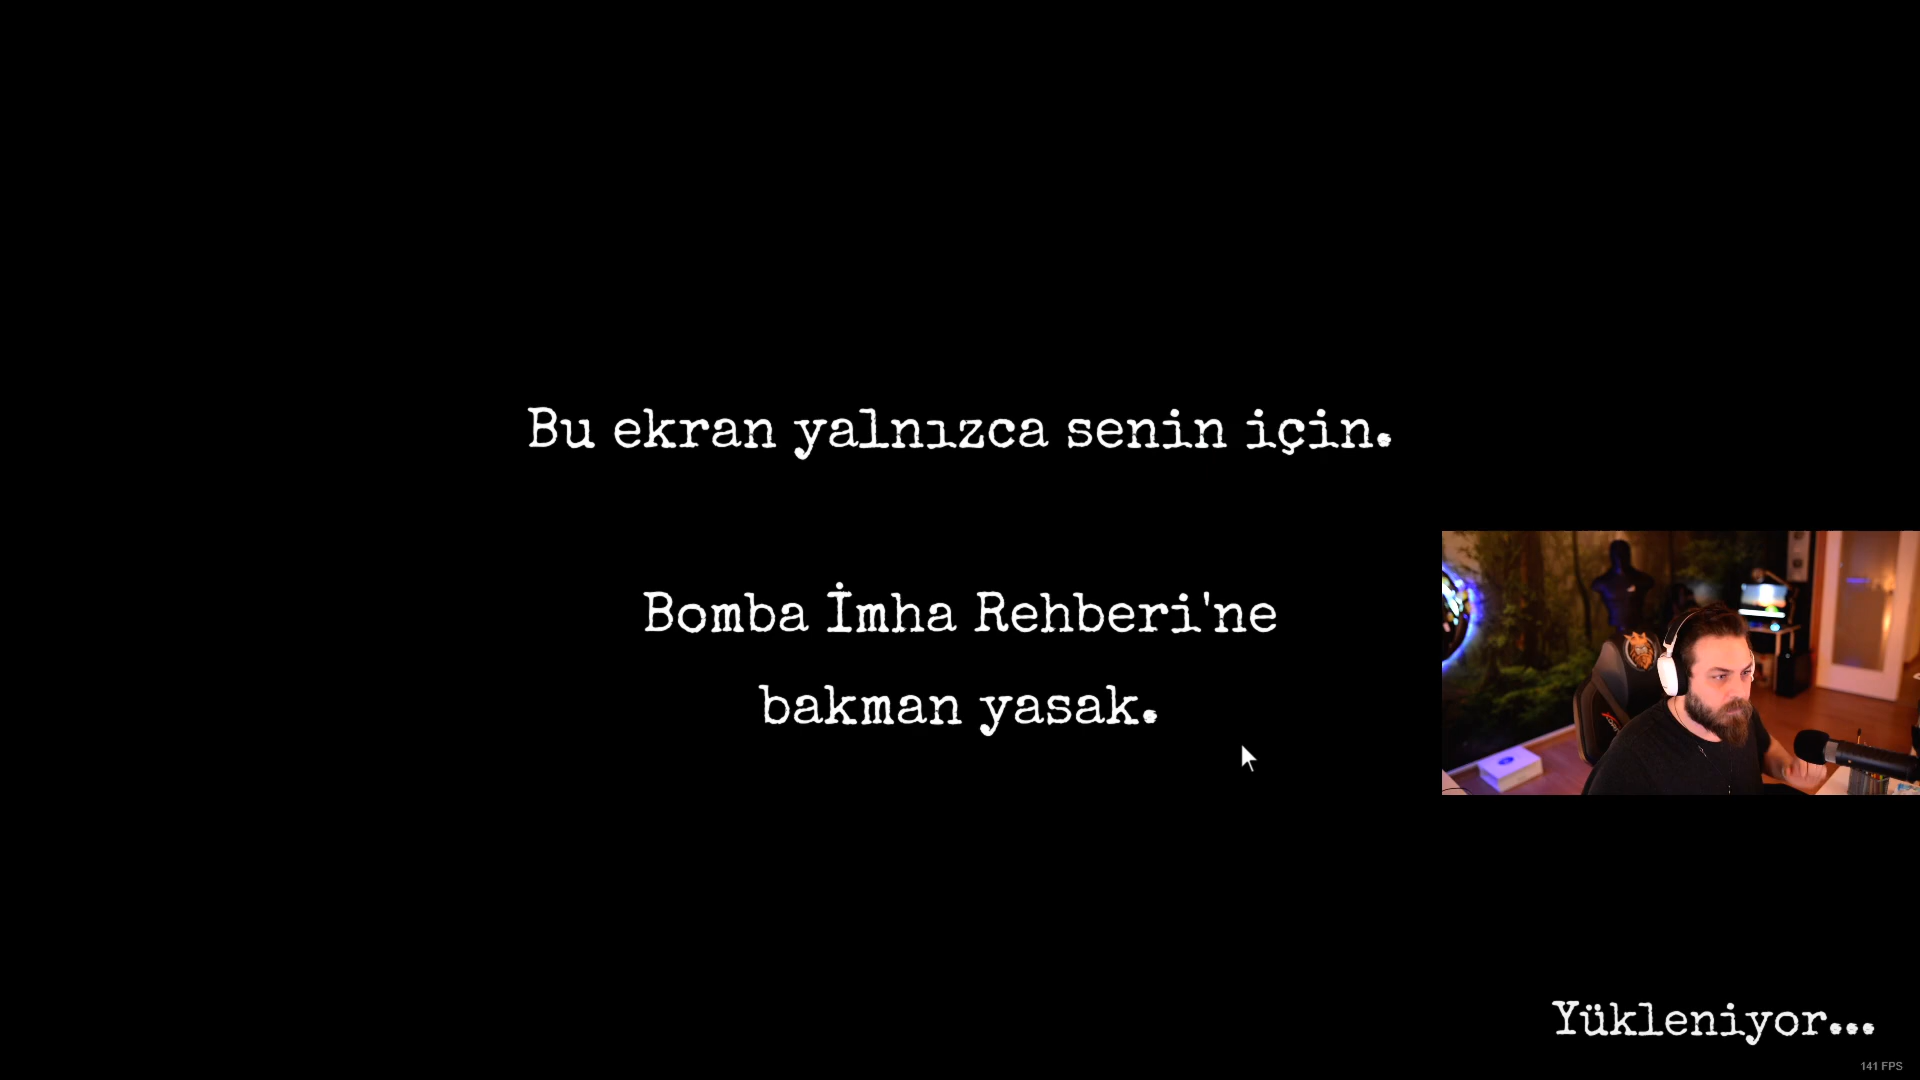 Bu ekran yalnızca senin için.
Bomba İmha Rehberi'ne
bakman yasak.
Yükleniyor...
141 FPS